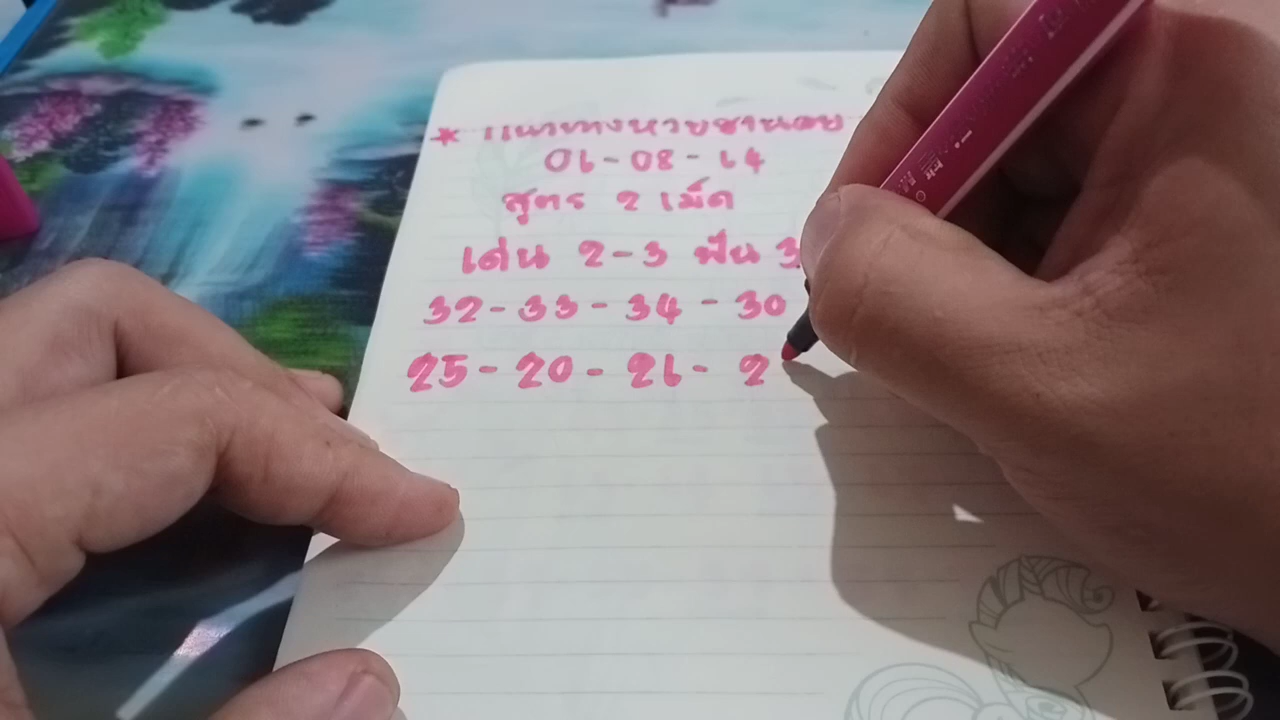 * แนวทางหวยฮานอย
06-08-64
สูตร 2 เม็ด
เด่น 2-3 ฟัน 3
32-33-34-30
25-20-26-2